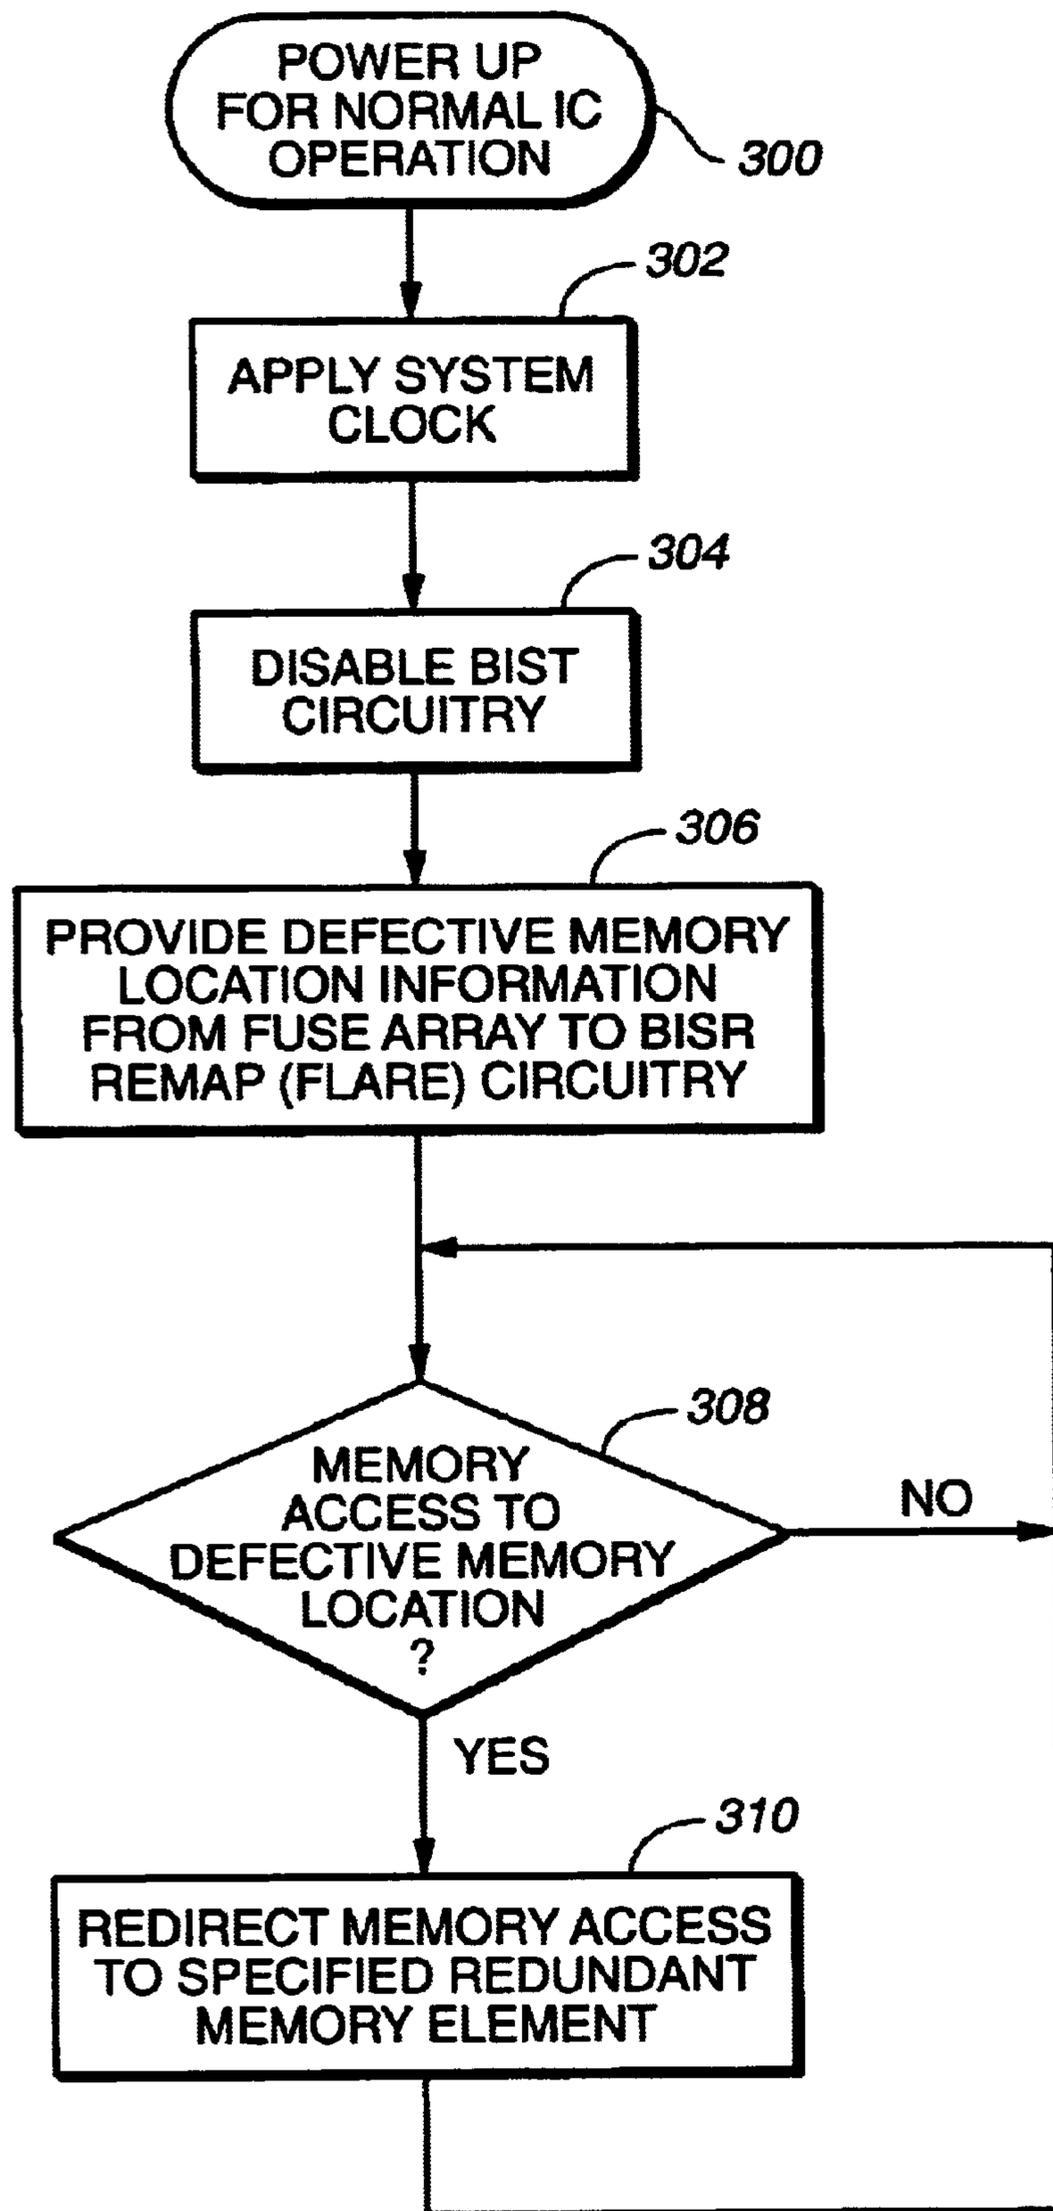 POWER UP
FOR NORMAL IC
OPERATION
300
302
APPLY SYSTEM
CLOCK
304
DISABLE BIST
CIRCUITRY
306
PROVIDE DEFECTIVE MEMORY
LOCATION INFORMATION
FROM FUSE ARRAY TO BISR
REMAP (FLARE) CIRCUITRY
308
MEMORY
ACCESS TO
DEFECTIVE MEMORY
LOCATION
?
NO
YES
310
REDIRECT MEMORY ACCESS
TO SPECIFIED REDUNDANT
MEMORY ELEMENT